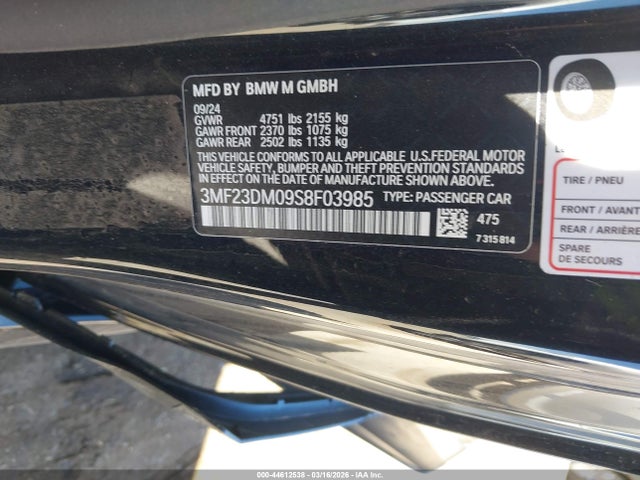 MFD BY BMW M GMBH
09/24
GVWR 4751 lbs 2155 kg
GAWR FRONT 2370 lbs 1075 kg
GAWR REAR 2502 lbs 1135 kg
THIS VEHICLE CONFORMS TO ALL APPLICABLE U.S.FEDERAL MOTOR
VEHICLE SAFETY, BUMPER, AND THEFT PREVENTION STANDARDS
IN EFFECT ON THE DATE OF MANUFACTURE SHOWN ABOVE.
3MF23DM09S8F03985 TYPE: PASSENGER CAR
475
7 315 814
TIRE / PNEU
FRONT / AVANT
REAR / ARRIÈRE
SPARE
DE SECOURS
000-44612538 - 03/16/2026 - IAA Inc.